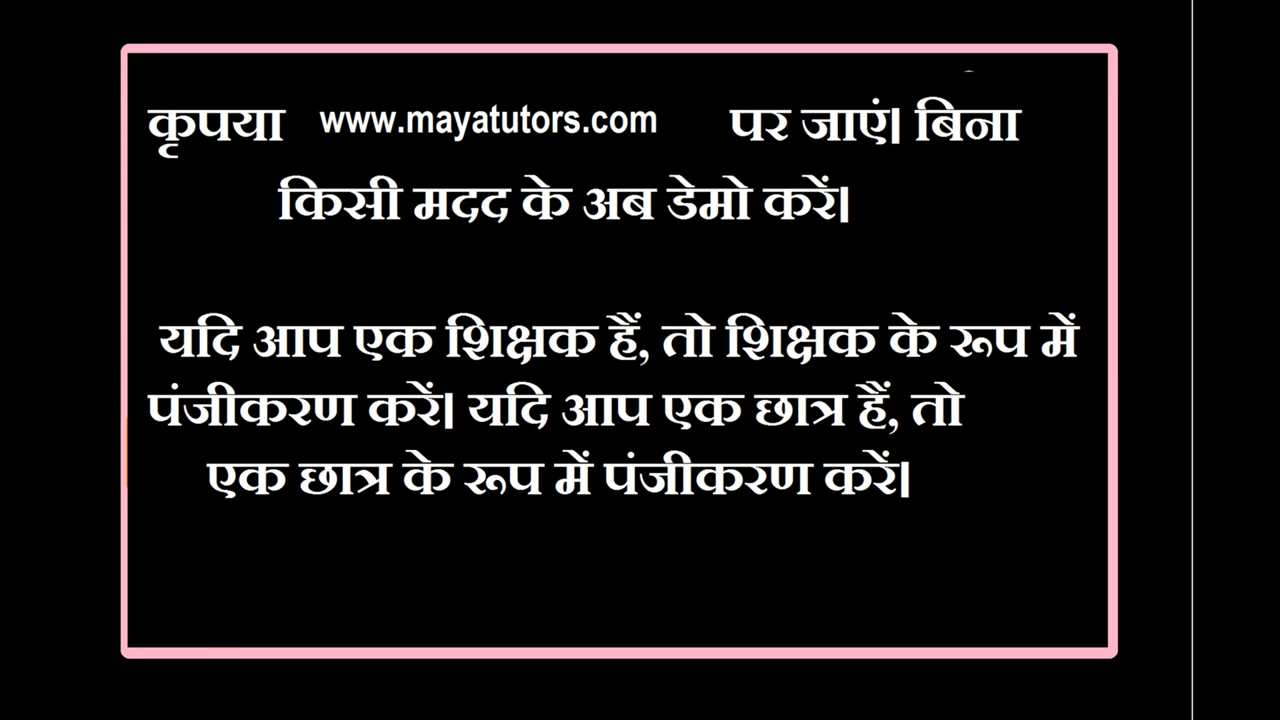 कृपया www.mayatutors.com पर जाएं। बिना
किसी मदद के अब डेमो करें।
यदि आप एक शिक्षक हैं, तो शिक्षक के रूप में
पंजीकरण करें। यदि आप एक छात्र हैं, तो
एक छात्र के रूप में पंजीकरण करें।